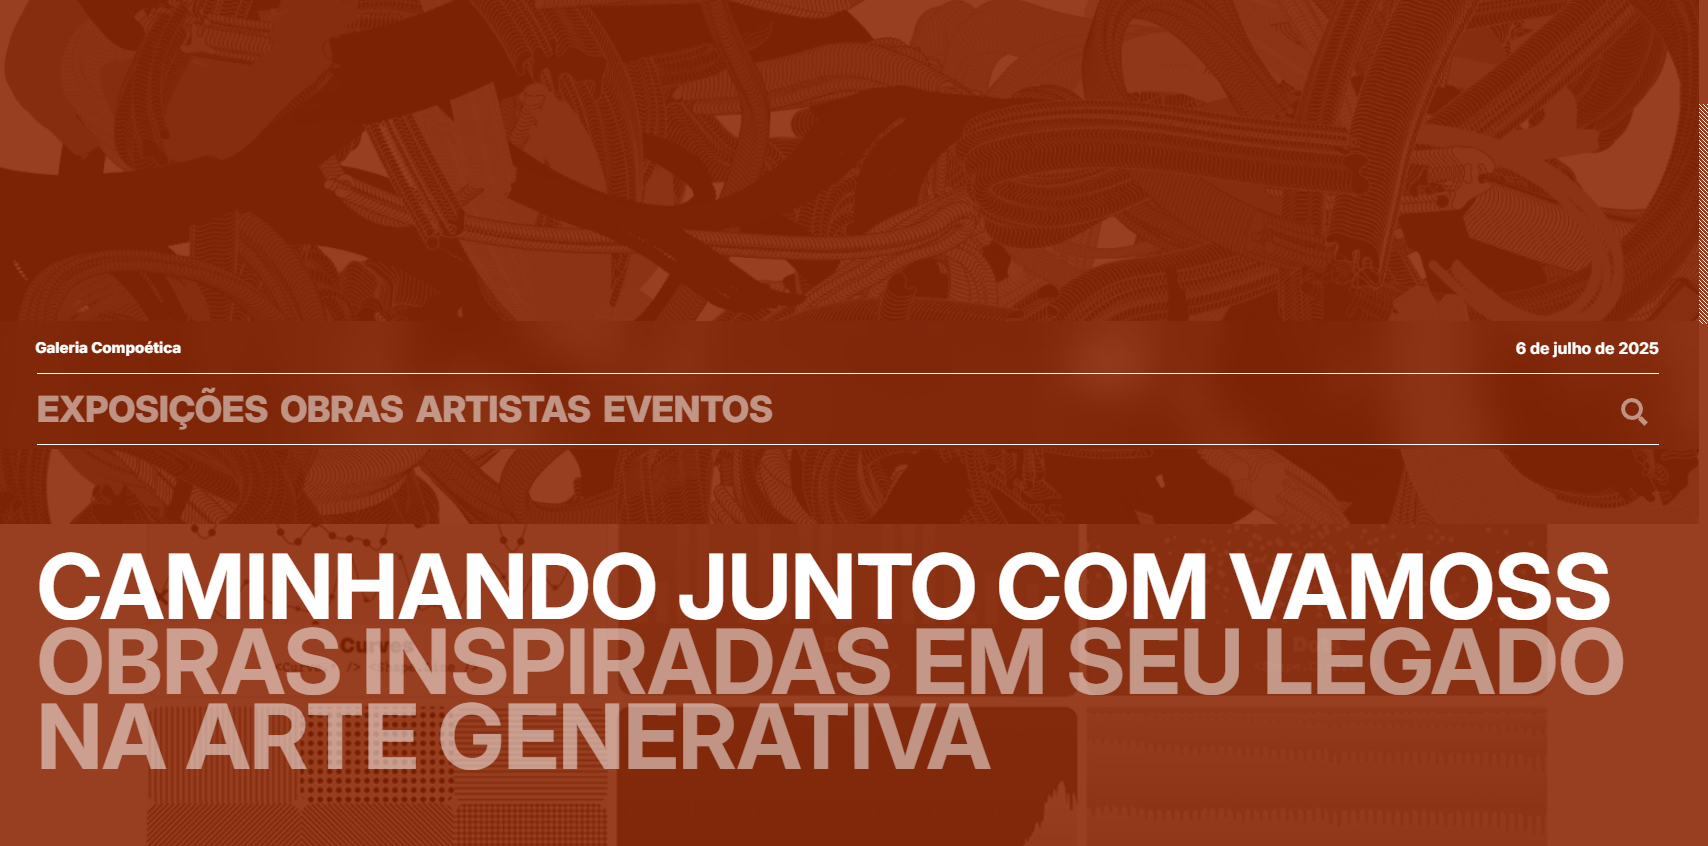 Galeria Compoética
6 de julho de 2025
EXPOSIÇÕES OBRAS ARTISTAS EVENTOS
CAMINHANDO JUNTO COM VAMOSS
OBRAS INSPIRADAS EM SEU LEGADO
Curves
NA ARTE GENERATIVA